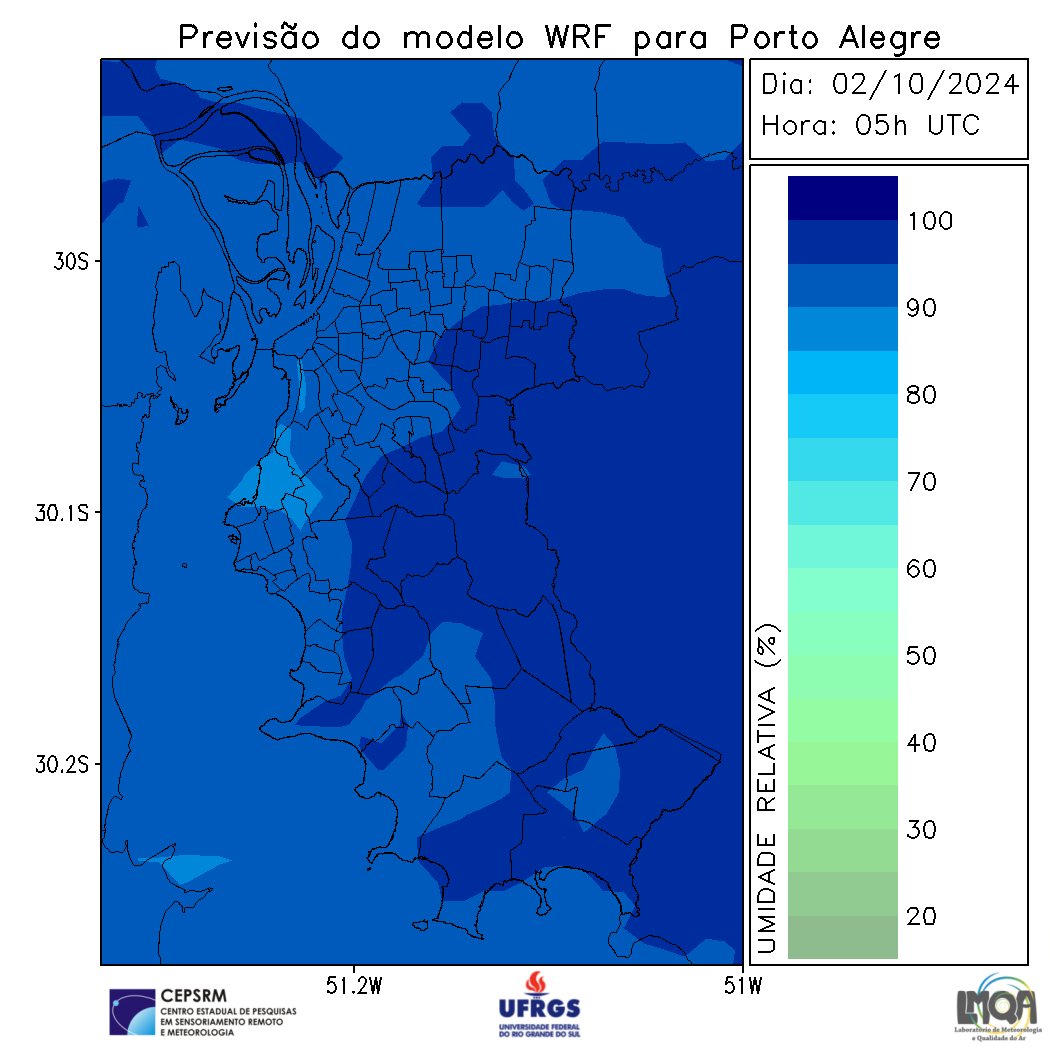 Previsão do modelo WRF para Porto Alegre
Dia: 02/10/2024
Hora: 05h UTC
100
90
80
70
60
50
40
30
20
UMIDADE RELATIVA (%)
30S
30.1S
30.2S
51.2W
51W
CEPSRM
CENTRO ESTADUAL DE PESQUISAS
EM SENSORIAMENTO REMOTO
E METEOROLOGIA
UFRGS
UNIVERSIDADE FEDERAL
DO RIO GRANDE DO SUL
LMQA
Laboratório de Meteorologia
e Qualidade do Ar